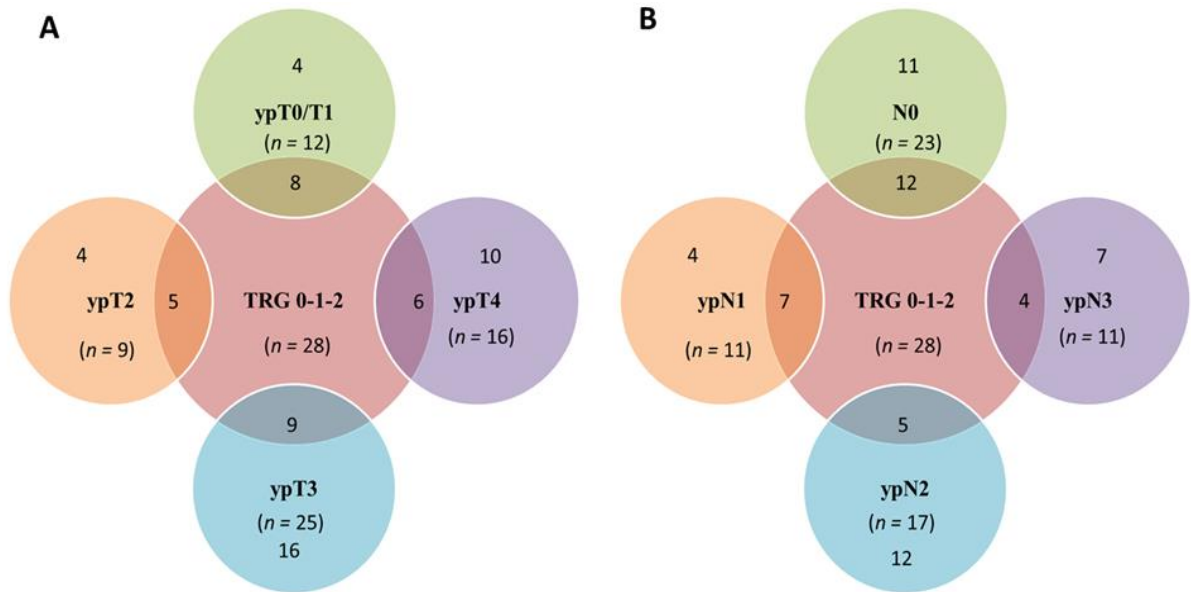 A
4
ypT0/T1
(n = 12)
8
4
ypT2
(n = 9)
5
TRG 0-1-2
(n = 28)
6
10
ypT4
(n = 16)
9
ypT3
(n = 25)
16
B
11
N0
(n = 23)
12
4
ypN1
(n = 11)
7
TRG 0-1-2
(n = 28)
4
7
ypN3
(n = 11)
5
ypN2
(n = 17)
12